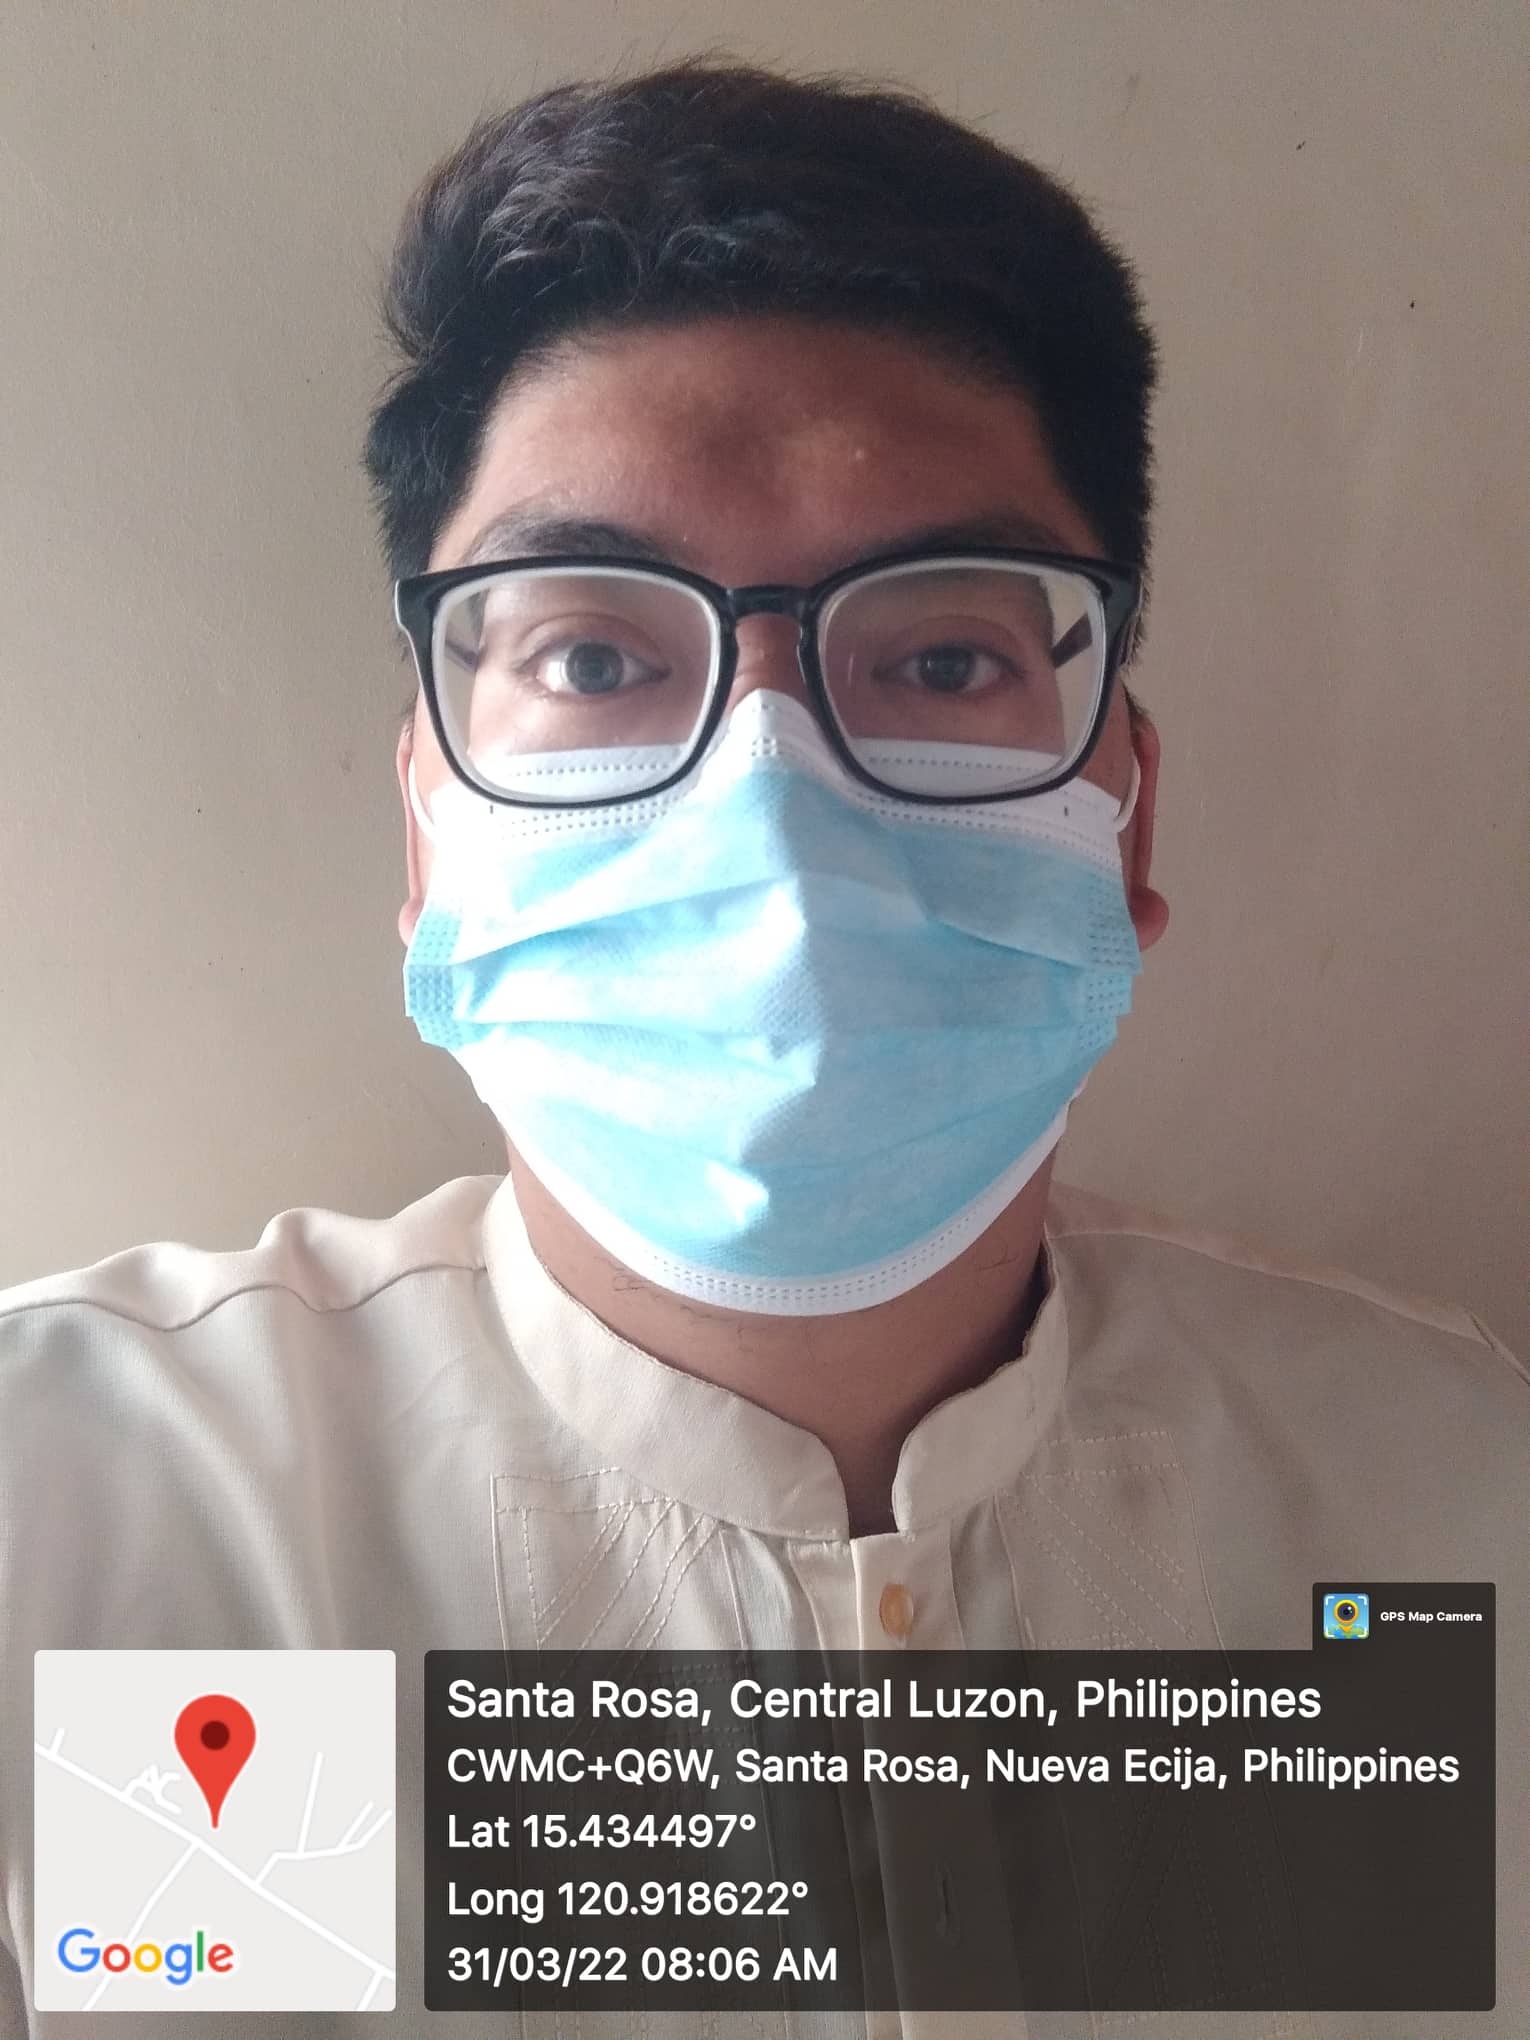 GPS Map Camera
Santa Rosa, Central Luzon, Philippines
CWMC+Q6W, Santa Rosa, Nueva Ecija, Philippines
Lat 15.434497°
Long 120.918622°
31/03/22 08:06 AM
Google